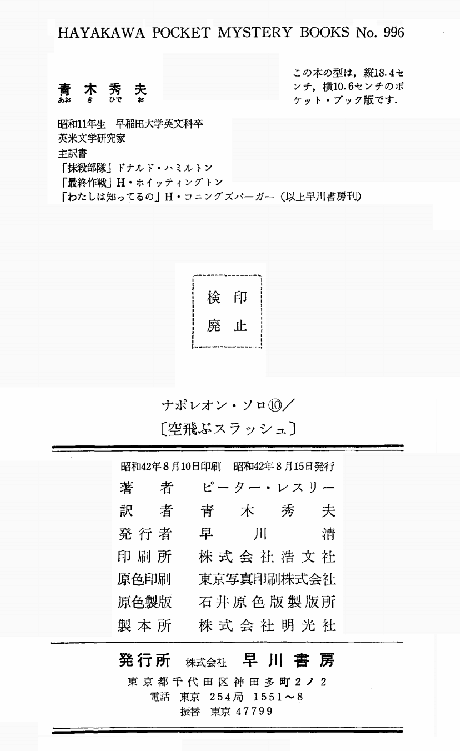 HAYAKAWA POCKET MYSTERY BOOKS No. 996
この本の型は，縦18.4セ
ンチ，横10.6センチのポ
ケット・ブック版です．
青木秀夫
あお き ひで お
昭和11年生 早稲田大学英文科卒
英米文学研究家
主訳書
「抹殺部隊」ドナルド・ハミルトン
「最終作戦」H・ホイッティングトン
「わたしは知ってるの」H・コニングズバーガー（以上早川書房刊）
検印
廃止
ナポレオン・ソロ⑩／
〔空飛ぶスラッシュ〕
昭和42年8月10日印刷 昭和42年8月15日発行
著者 ピーター・レスリー
訳者 青木秀夫
発行者 早川清
印刷所 株式会社浩文社
原色印刷 東京写真印刷株式会社
原色製版 石井原色版製版所
製本所 株式会社明光社
発行所 株式会社 早川書房
東京都千代田区神田多町2ノ2
電話 東京 254局 1551～8
振替 東京 47799